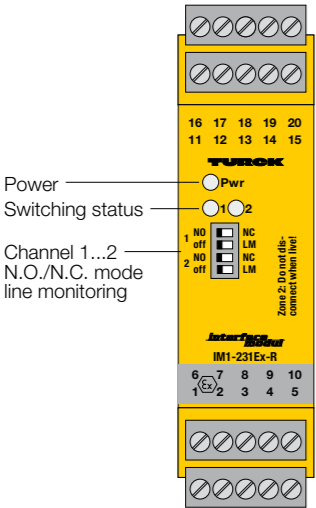 16 17 18 19 20
11 12 13 14 15
TURCK
Power
Pwr
Switching status
1 2
Channel 1...2
N.O./N.C. mode
line monitoring
1 NO NC
off LM
2 NO NC
off LM
Zone 2: Do not dis-
connect when live!
interface
modul
IM1-231Ex-R
6 7 8 9 10
Ex
1 2 3 4 5